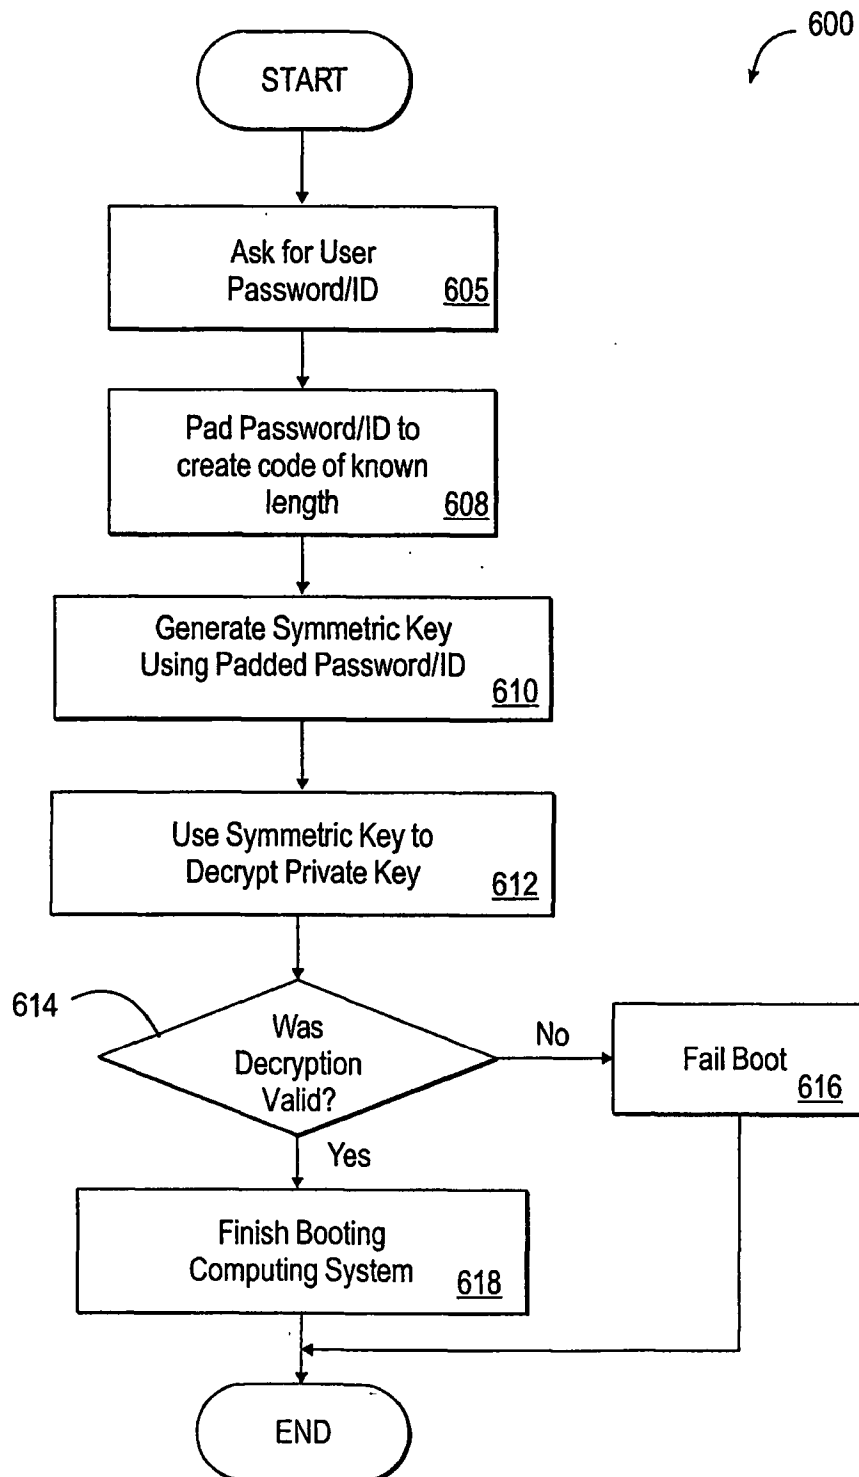 600
START
Ask for User
Password/ID
605
Pad Password/ID to
create code of known
length
608
Generate Symmetric Key
Using Padded Password/ID
610
Use Symmetric Key to
Decrypt Private Key
612
614
Was
Decryption
Valid?
No
Fail Boot
616
Yes
Finish Booting
Computing System
618
END